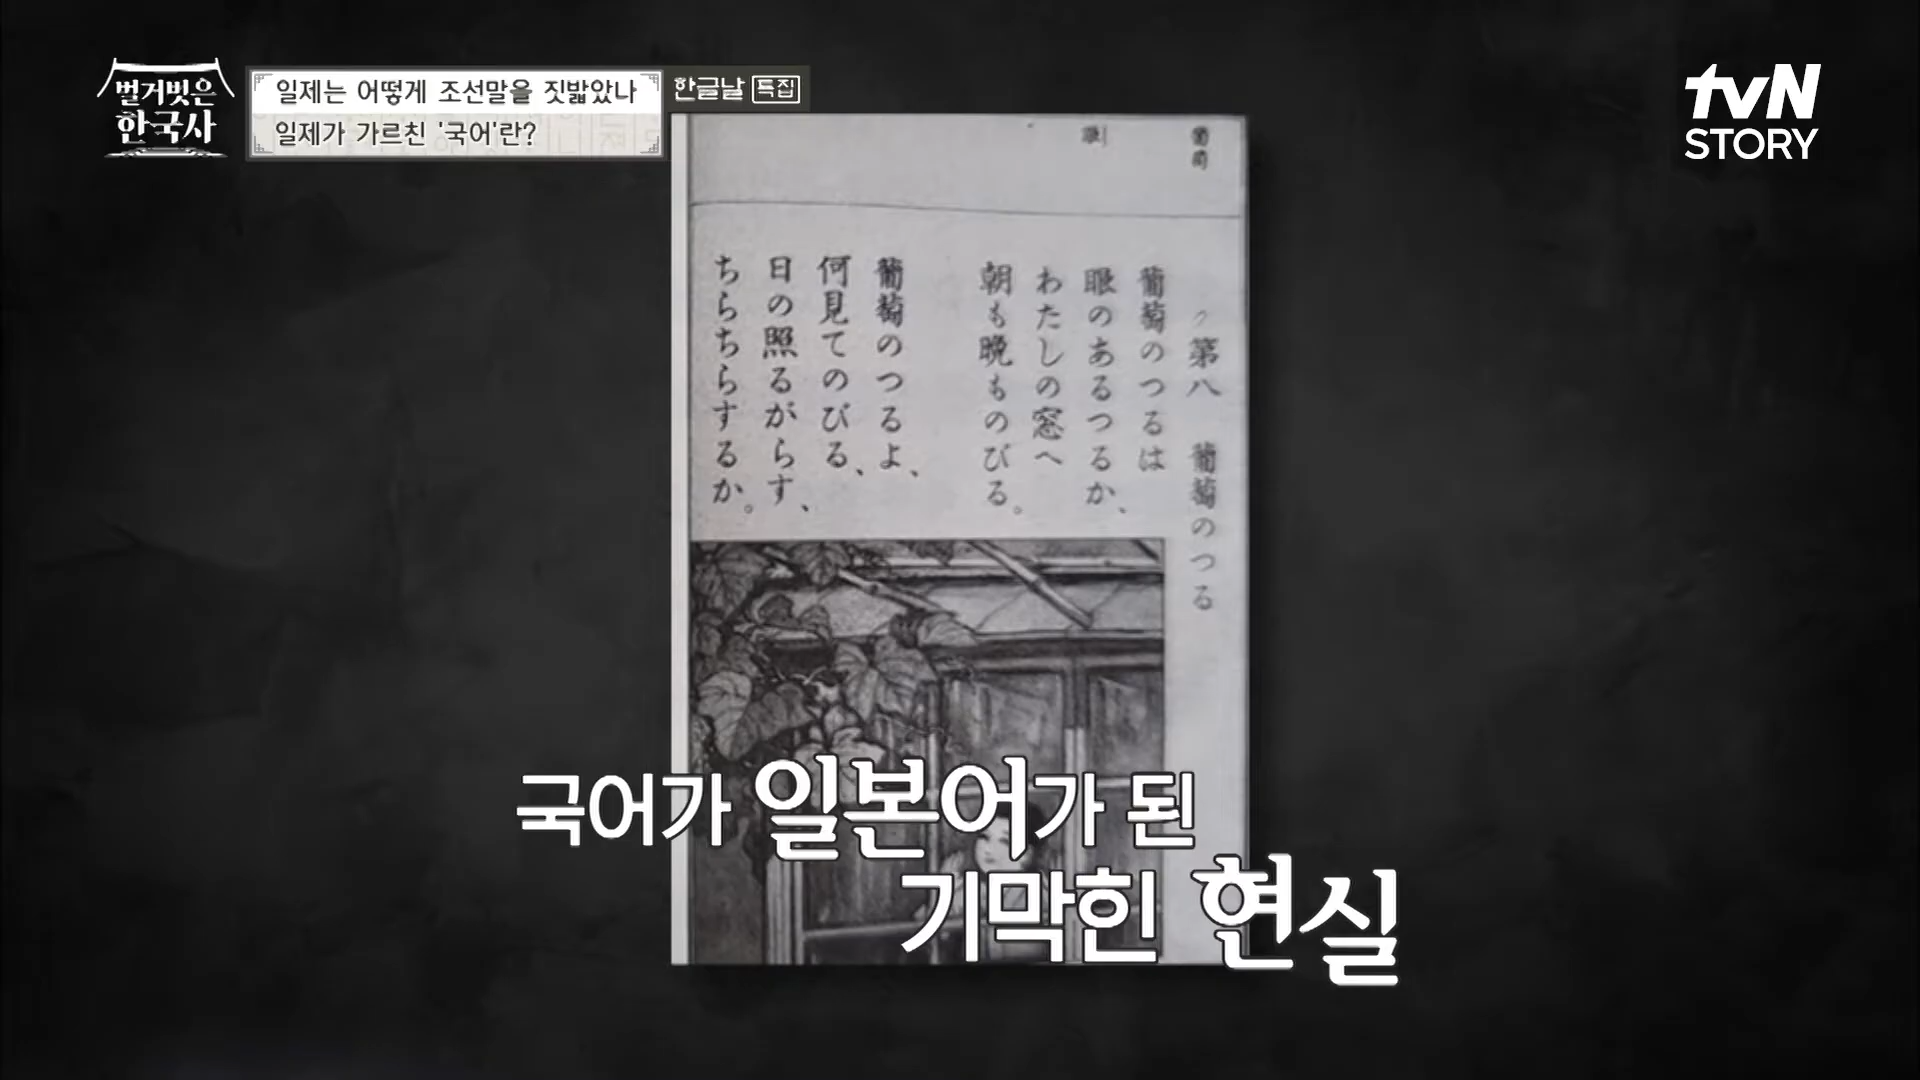 벌거벗은
한국사
일제는 어떻게 조선말을 짓밟았나
일제가 가르친 '국어'란?
한글날 특집
tvN
STORY
葡萄
眼
第八 葡萄のつる
葡萄のつるは
眼のあるつるか、
わたしの窓へ
朝も晩ものびる。
葡萄のつるよ、
何見てのびる、
日の照るがらす、
ちらちらするか。
국어가 일본어가 된
기막힌 현실